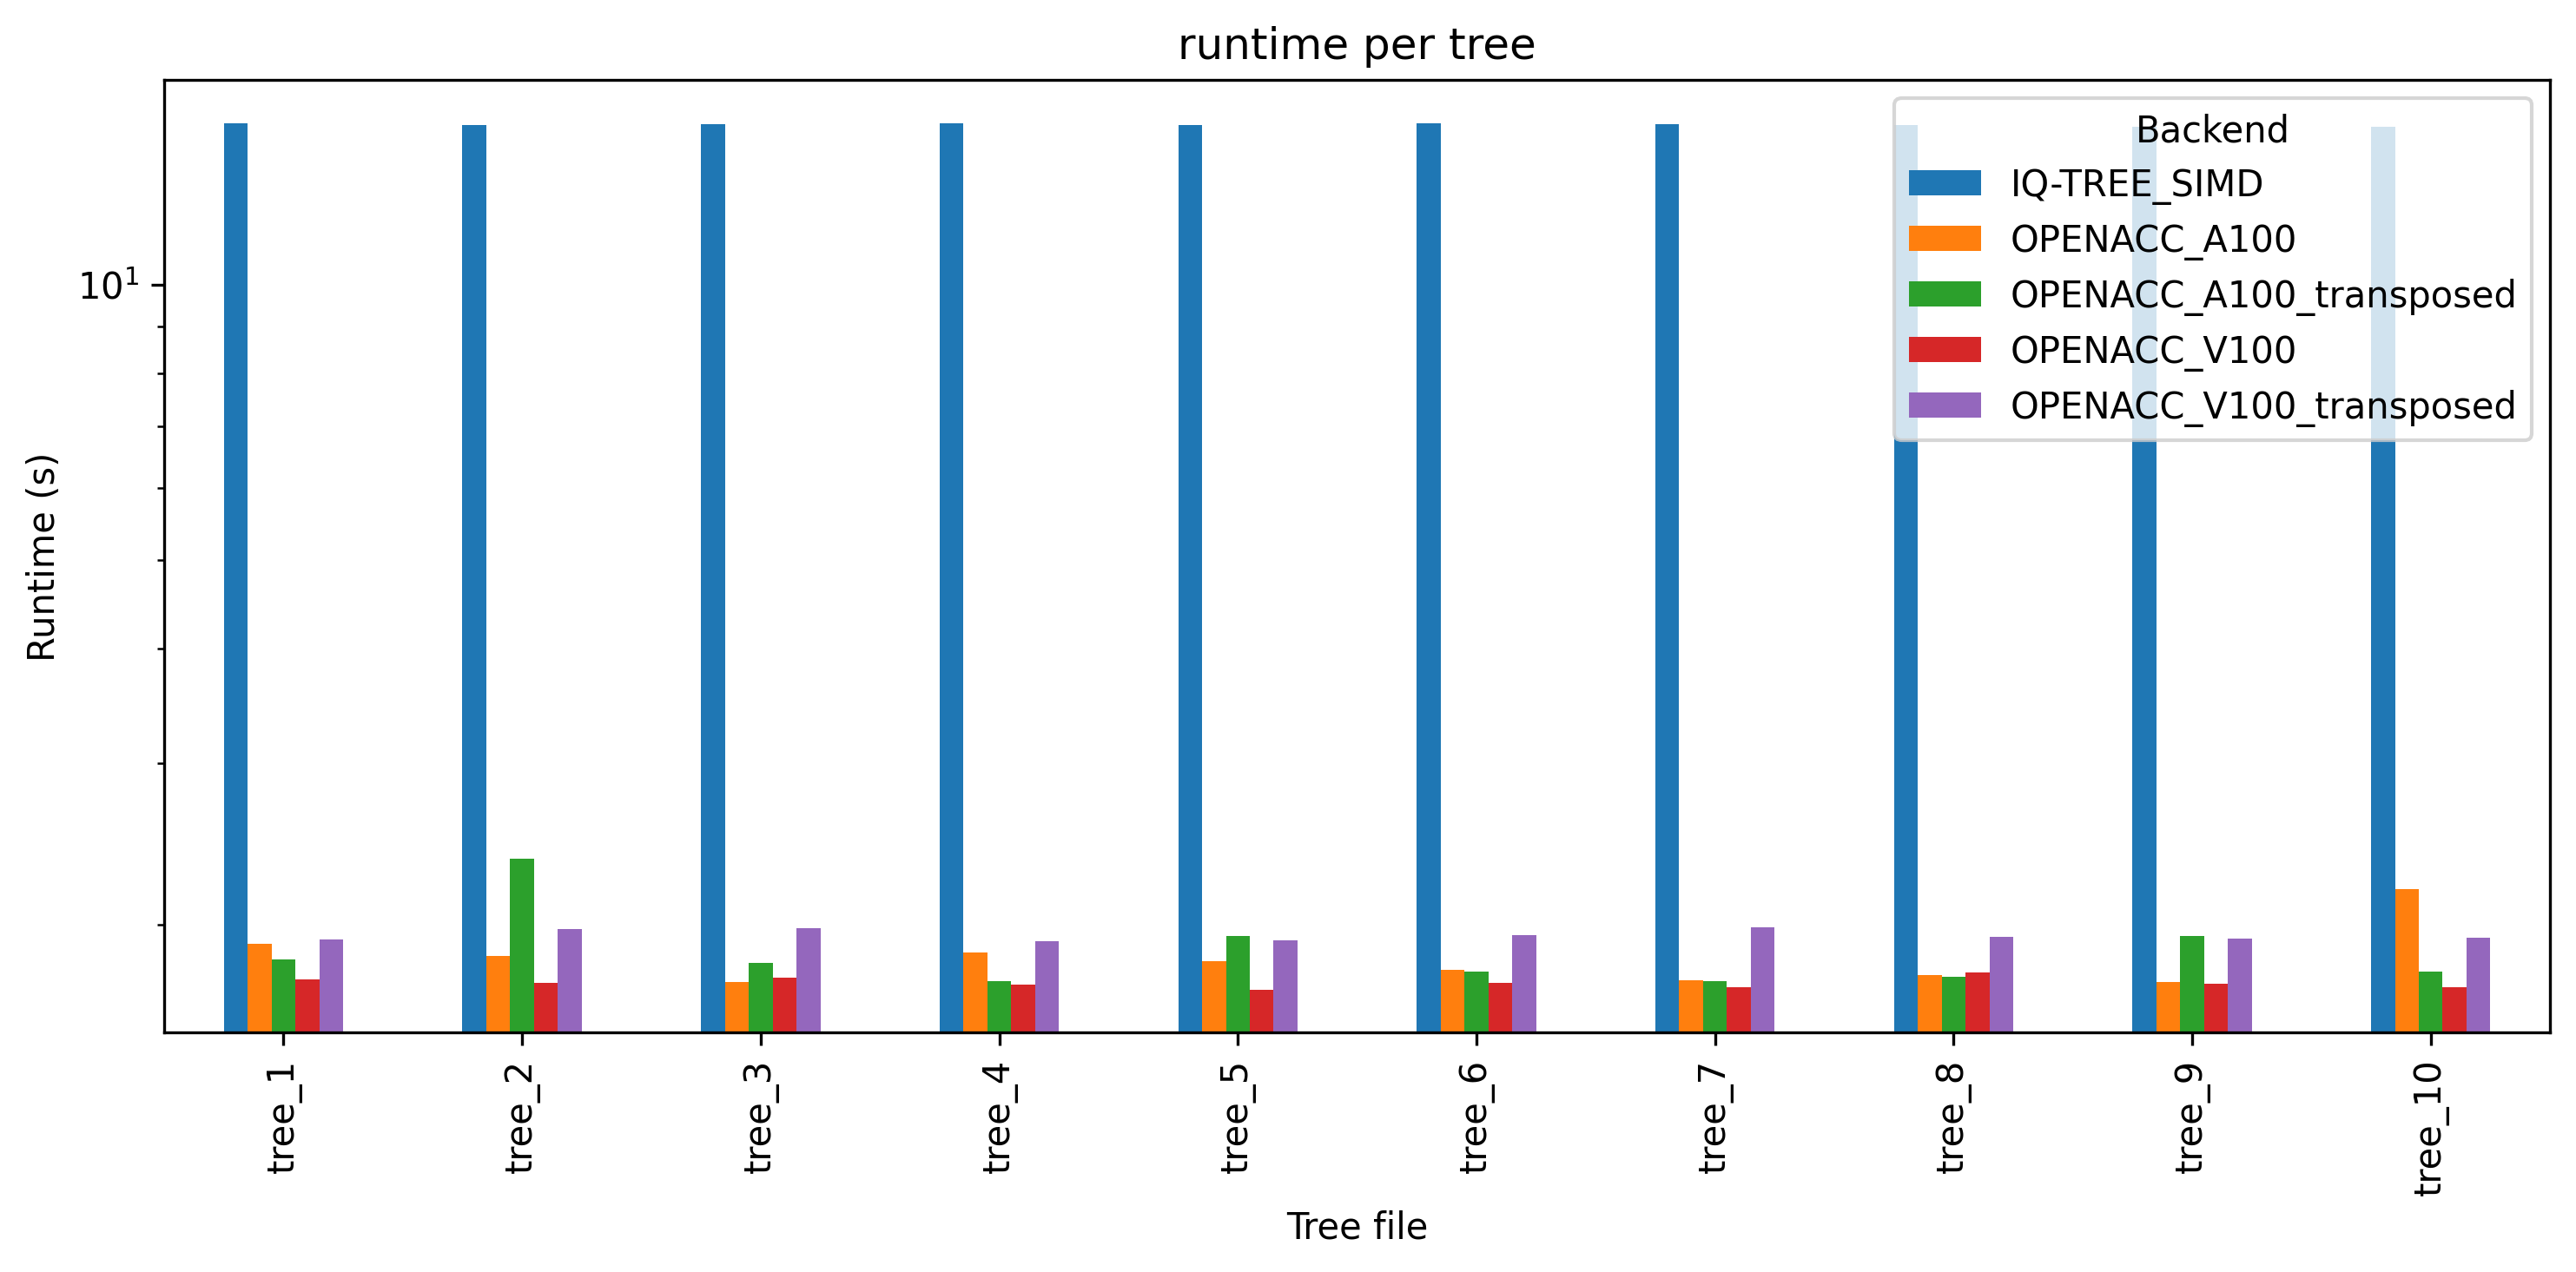 runtime per tree
Backend
IQ-TREE_SIMD
OPENACC_A100
OPENACC_A100_transposed
OPENACC_V100
OPENACC_V100_transposed
10¹
Runtime (s)
tree_1
tree_2
tree_3
tree_4
tree_5
tree_6
tree_7
tree_8
tree_9
tree_10
Tree file